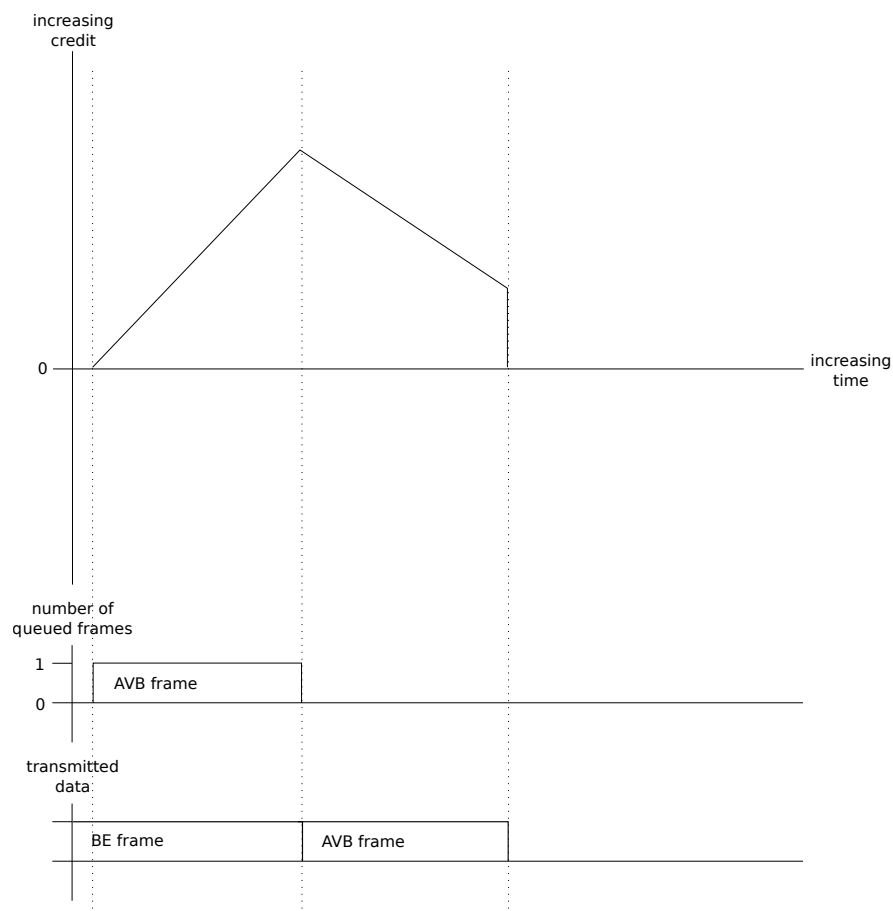 increasing
credit
0
increasing
time
number of
queued frames
1
AVB frame
0
transmitted
data
BE frame
AVB frame